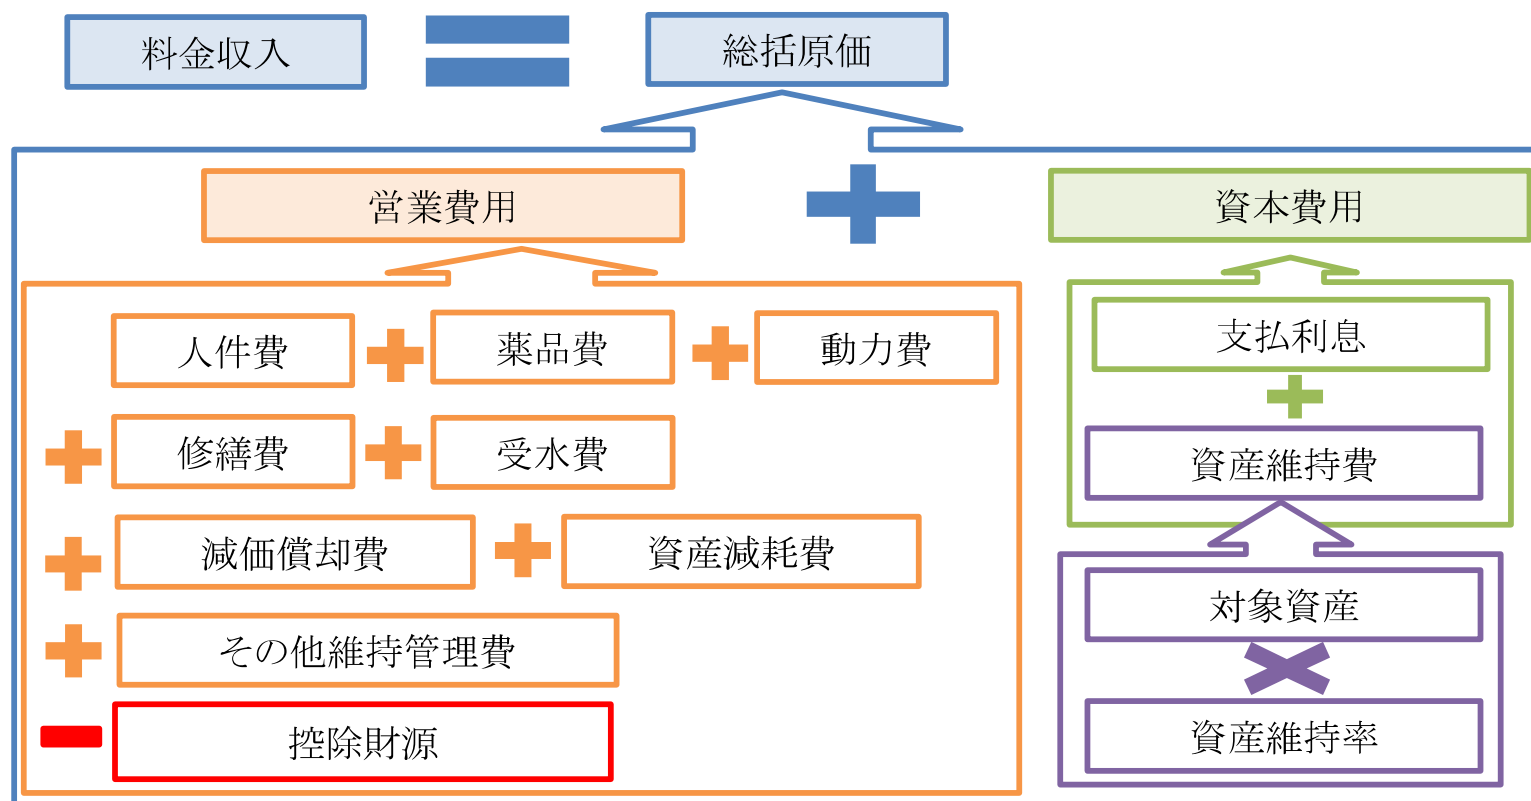 料金収入
総括原価
営業費用
資本費用
人件費
薬品費
動力費
修繕費
受水費
減価償却費
資産減耗費
その他維持管理費
控除財源
支払利息
資産維持費
対象資産
資産維持率